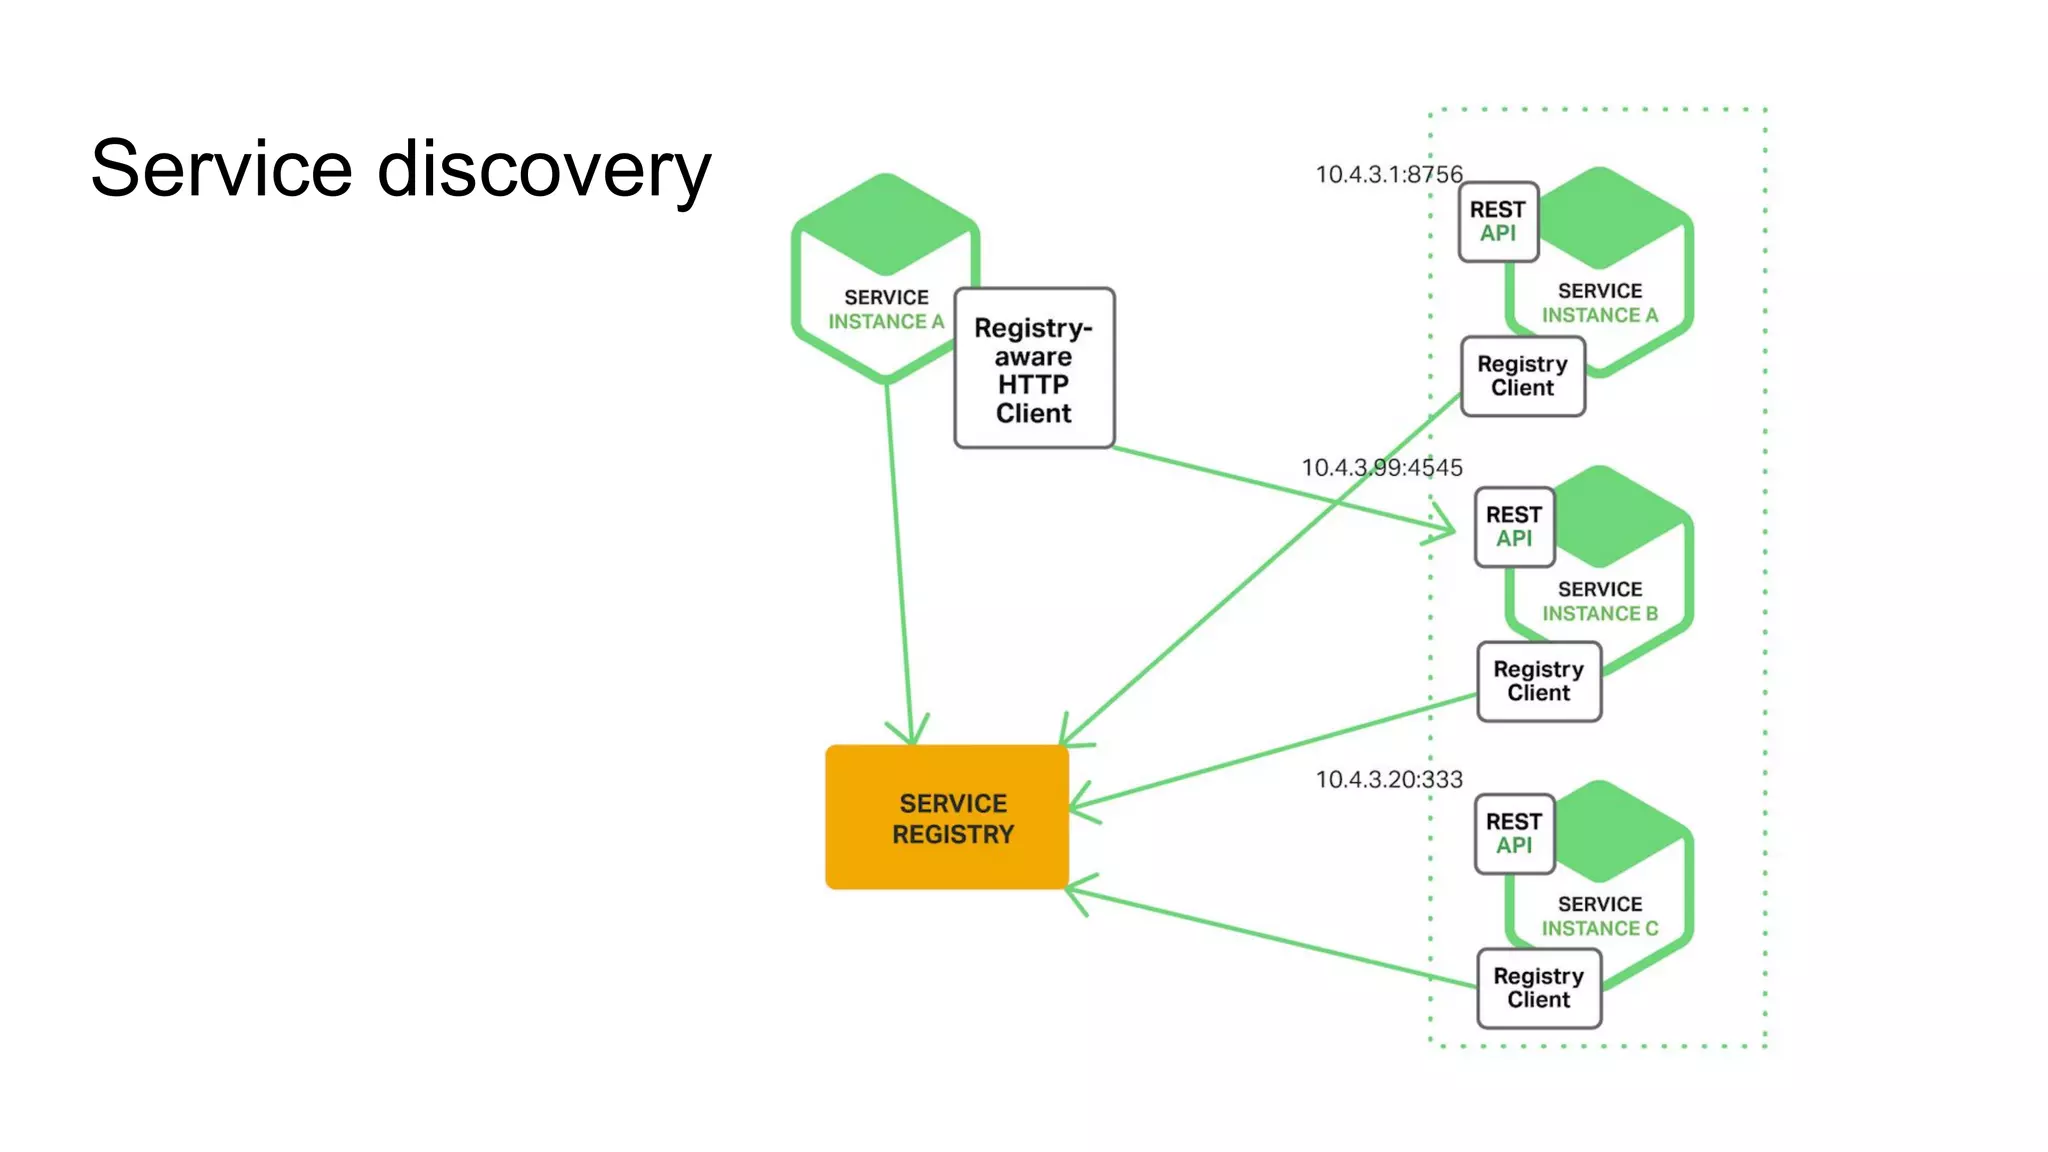 Service discovery
SERVICE
INSTANCE A
Registry-
aware
HTTP
Client
SERVICE
REGISTRY
10.4.3.1:8756
REST
API
SERVICE
INSTANCE A
Registry
Client
10.4.3.99:4545
REST
API
SERVICE
INSTANCE B
Registry
Client
10.4.3.20:333
REST
API
SERVICE
INSTANCE C
Registry
Client